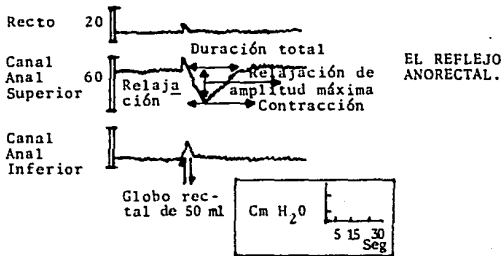 Recto 20
Duración total
Canal
Anal 60
Superior
Relaja
ción
Relajación de
amplitud máxima
Contracción
EL REFLEJO
ANORECTAL.
Canal
Anal
Inferior
Globo rec-
tal de 50 ml
Cm H2O
5 15 30
Seg